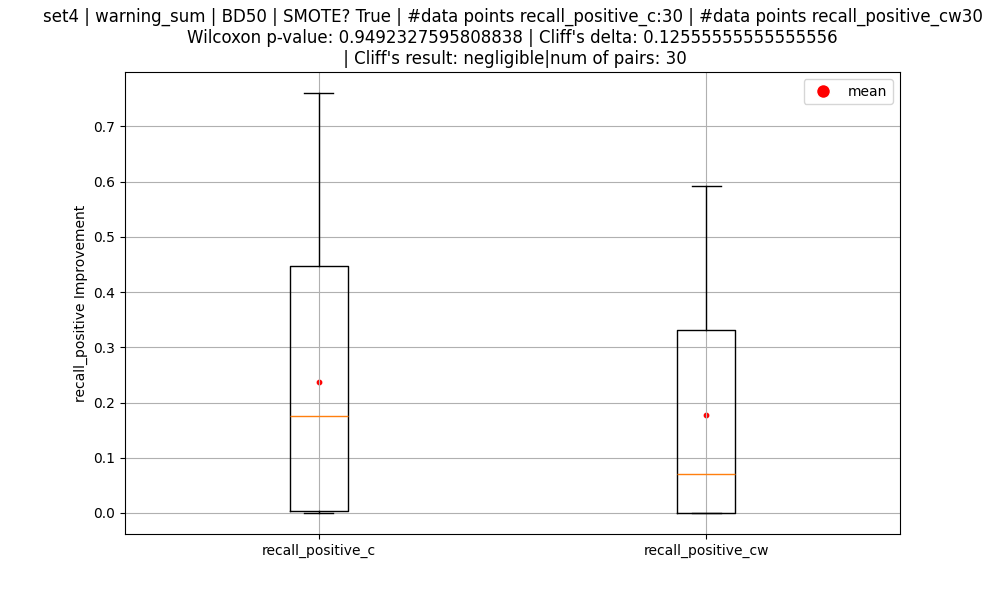 set4 | warning_sum | BD50 | SMOTE? True | #data points recall_positive_c:30 | #data points recall_positive_cw30
Wilcoxon p-value: 0.9492327595808838 | Cliff's delta: 0.12555555555555556
| Cliff's result: negligible|num of pairs: 30
mean
0.7
0.6
0.5
0.4
0.3
0.2
0.1
0.0
recall_positive Improvement
recall_positive_c
recall_positive_cw